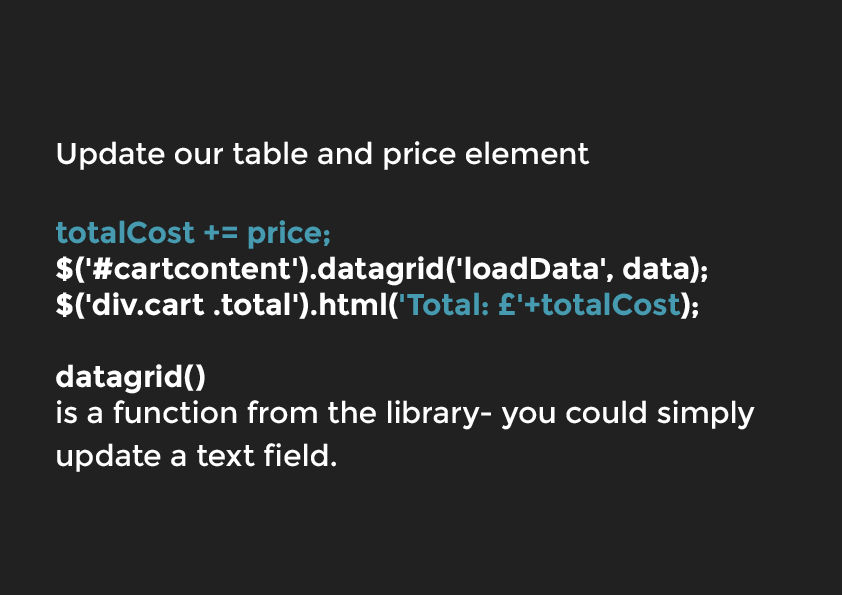 Update our table and price element
totalCost += price;
$('#cartcontent').datagrid('loadData', data);
$('div.cart .total').html('Total: £'+totalCost);
datagrid()
is a function from the library- you could simply
update a text field.